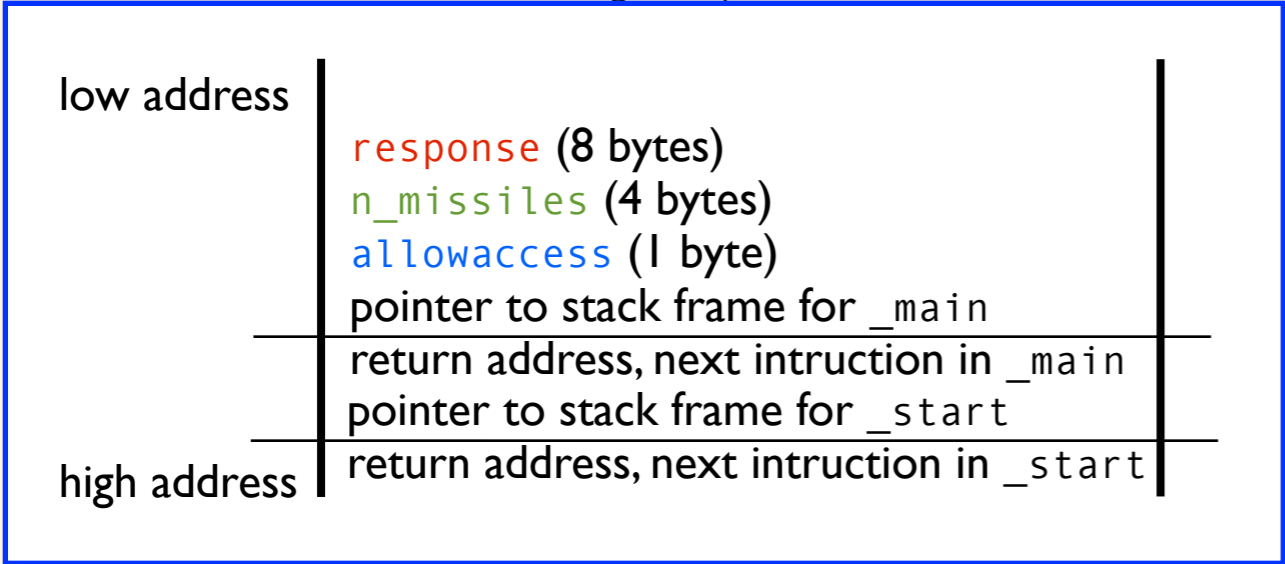 low address
response (8 bytes)
n_missiles (4 bytes)
allowaccess (1 byte)
pointer to stack frame for _main
return address, next intruction in _main
pointer to stack frame for _start
return address, next intruction in _start
high address